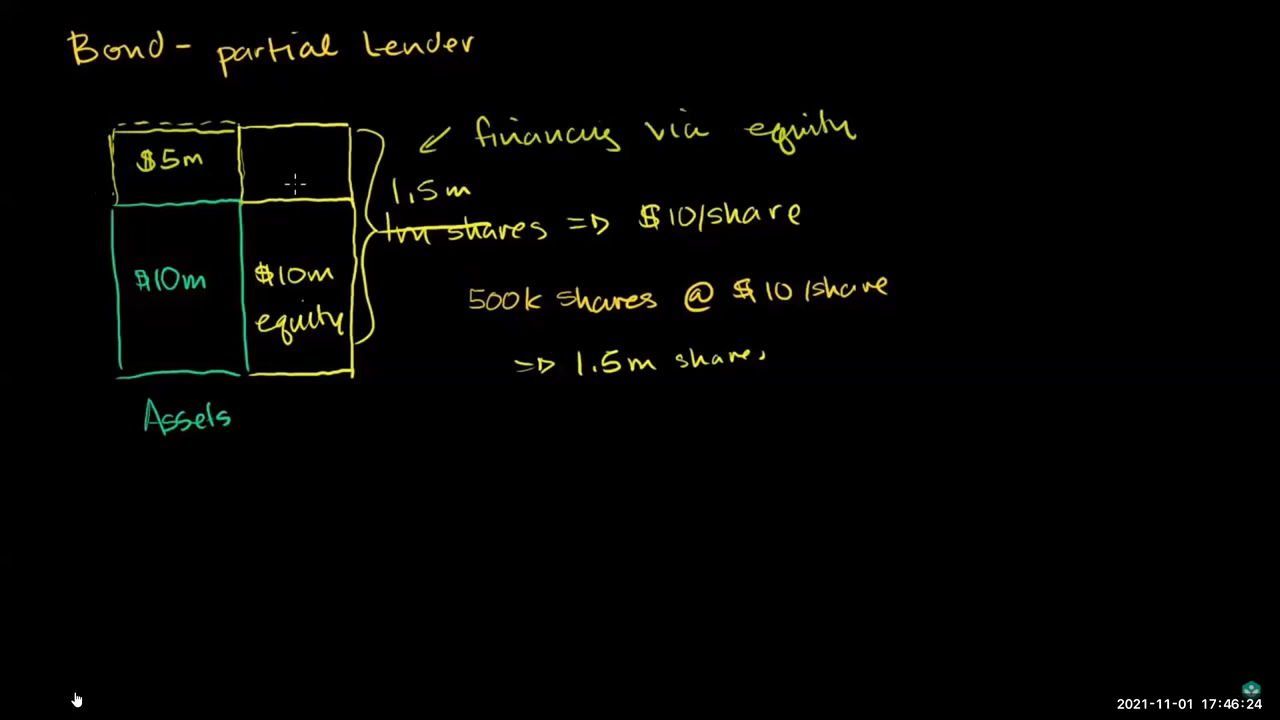 Bond - partial Lender
$5m
financing via equity
1.5m
1m shares => $10/share
$10m
$10m
equity
500k shares @ $10/share
=> 1.5m shares
Assets
2021-11-01 17:46:24